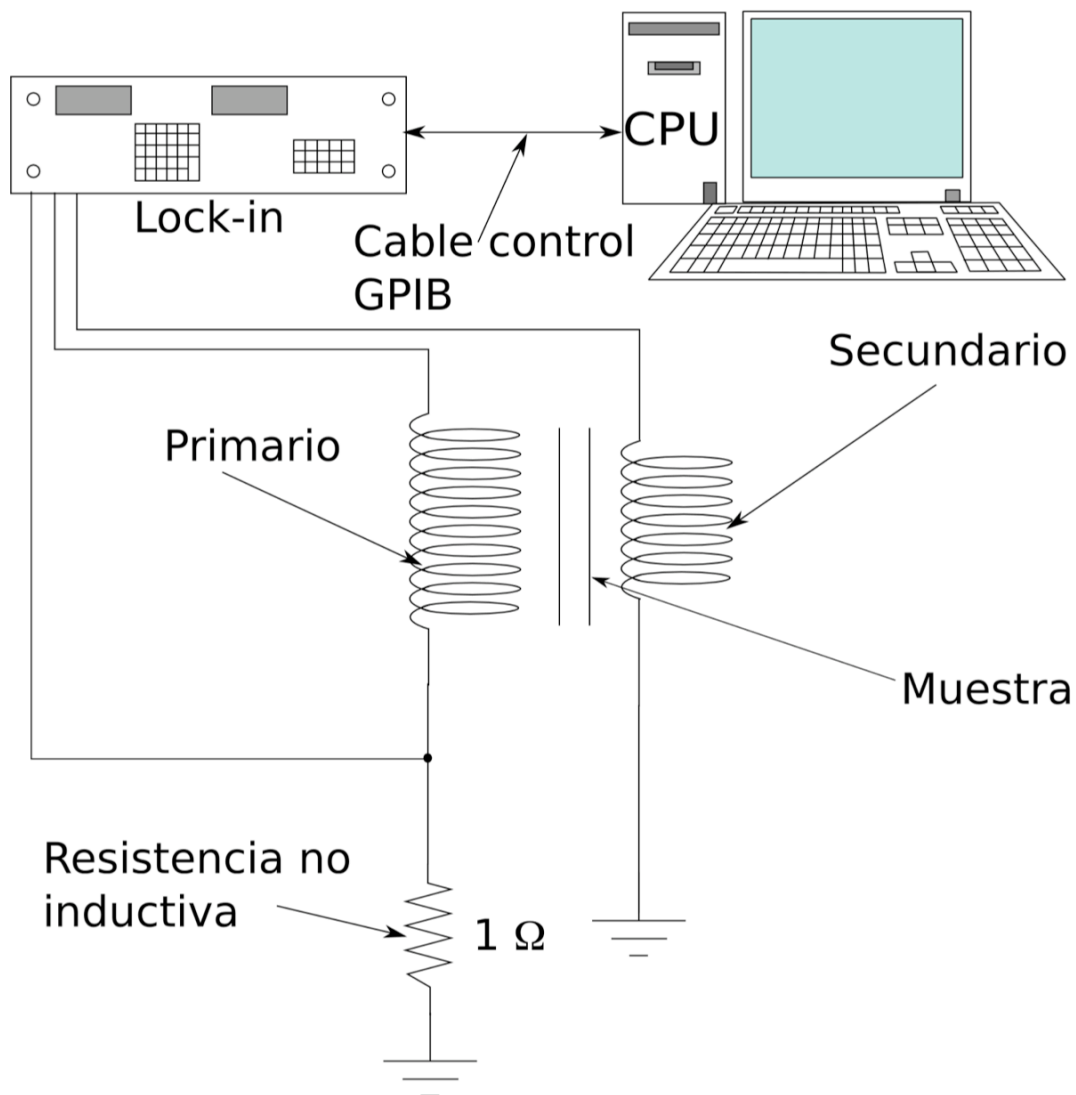 CPU
Lock-in
Cable control
GPIB
Secundario
Primario
Muestra
Resistencia no
inductiva
1 Ω